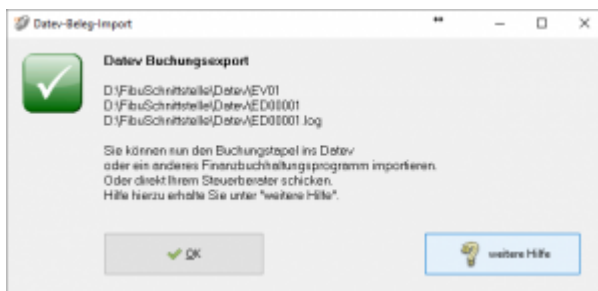 Datev-Beleg-Import
Datev Buchungsexport
D:\FibuSchnittstelle\Datev\EV01
D:\FibuSchnittstelle\Datev\ED00001
D:\FibuSchnittstelle\Datev\ED00001.log
Sie können nun den Buchungstapel ins Datev
oder ein anderes Finanzbuchhaltungsprogramm importieren.
Oder direkt Ihrem Steuerberater schicken.
Hilfe hierzu erhalte Sie unter "weitere Hilfe".
OK
weitere Hilfe